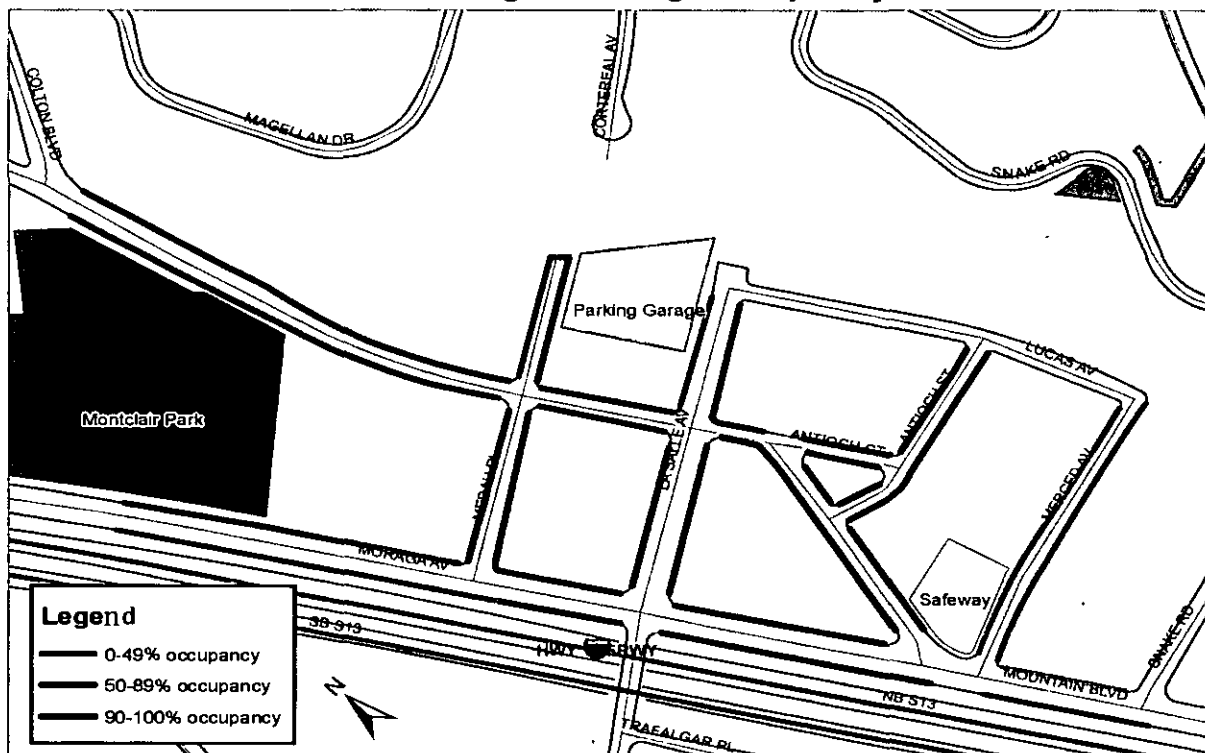 COLTON BLVD
MAGELLAN DR
CORTEREAL AV
SNAKE RD
Parking Garage
LUCAS AV
Montclair Park
LA SALLE AV
ANTIOCH CT
ANTIOCH ST
MERCED AV
MORAGA AV
Safeway
SNAKE RD
MOUNTAIN BLVD
SB S13
HWY
NB S13
TRAFALGAR PL
N
Legend
0-49% occupancy
50-89% occupancy
90-100% occupancy